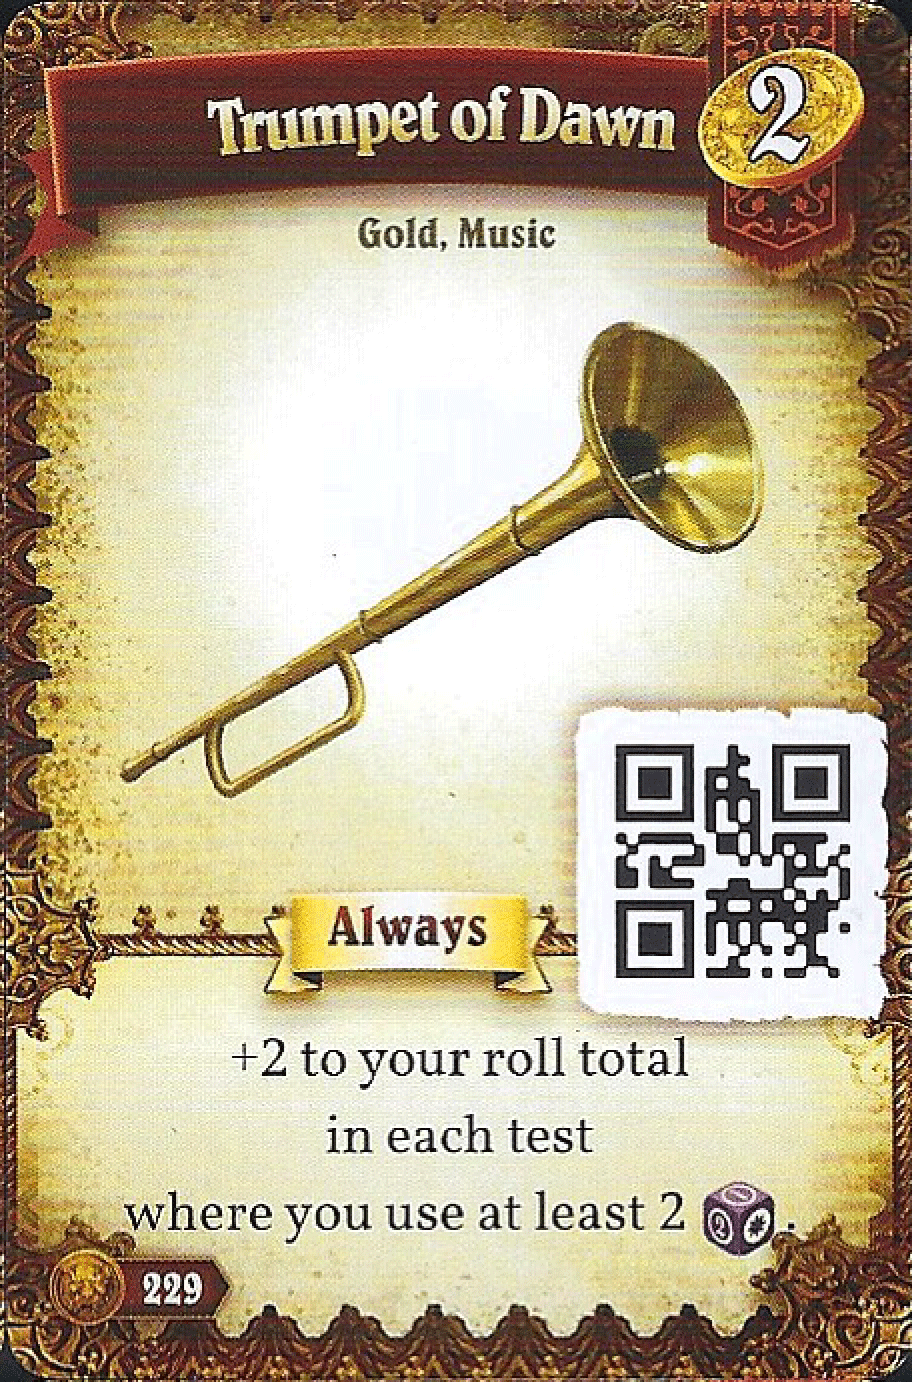 Trumpet of Dawn
2
Gold, Music
Always
+2 to your roll total
in each test
where you use at least 2 .
229